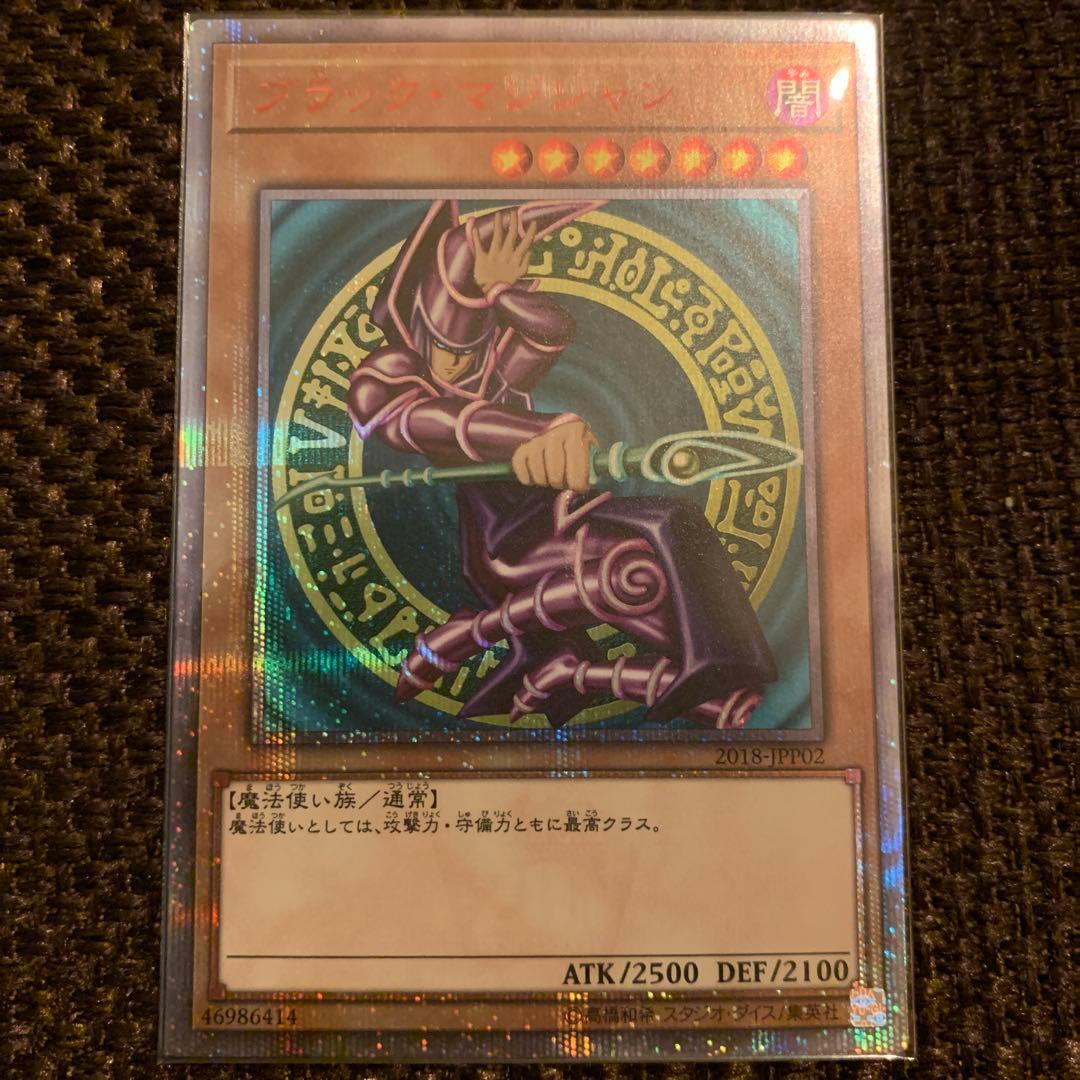 ブラック・マジシャン
闇
2018-JPP02
【魔法使い族／通常】
魔法使いとしては、攻撃力・守備力ともに最高クラス。
ATK/2500 DEF/2100
46986414
©高橋和希 スタジオ・ダイス/集英社